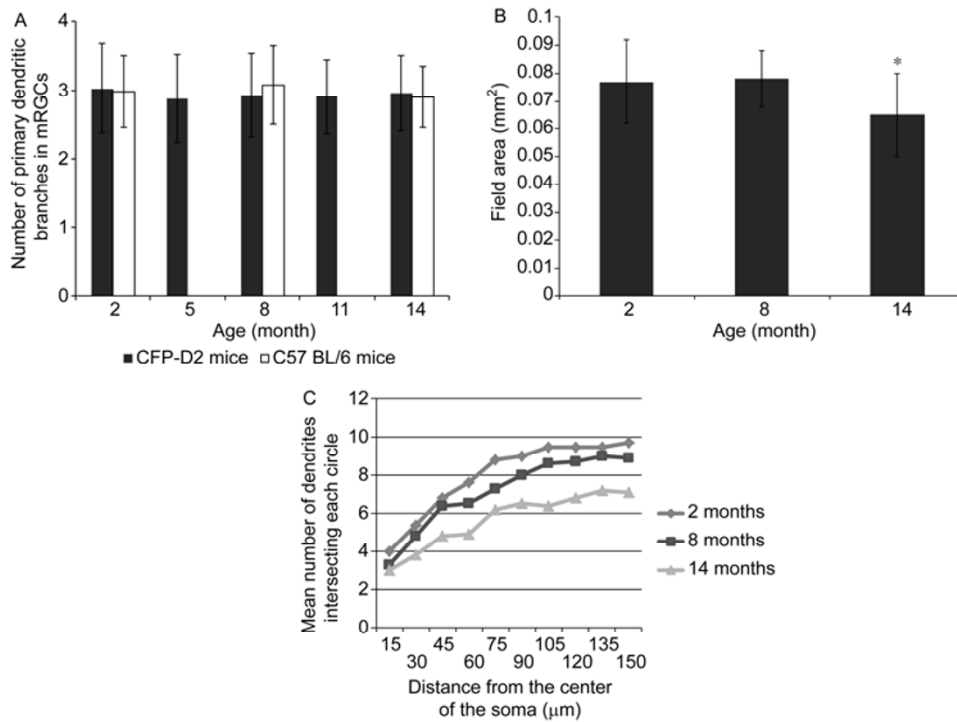 A
Number of primary dendritic
branches in mRGCs
4
3
2
1
0
2
5
8
11
14
Age (month)
CFP-D2 mice
C57 BL/6 mice
B
Field area (mm²)
0.1
0.09
0.08
0.07
0.06
0.05
0.04
0.03
0.02
0.01
0
*
2
8
14
Age (month)
C
Mean number of dendrites
intersecting each circle
12
10
8
6
4
2
0
15
30
45
60
75
90
105
120
135
150
Distance from the center
of the soma (μm)
2 months
8 months
14 months